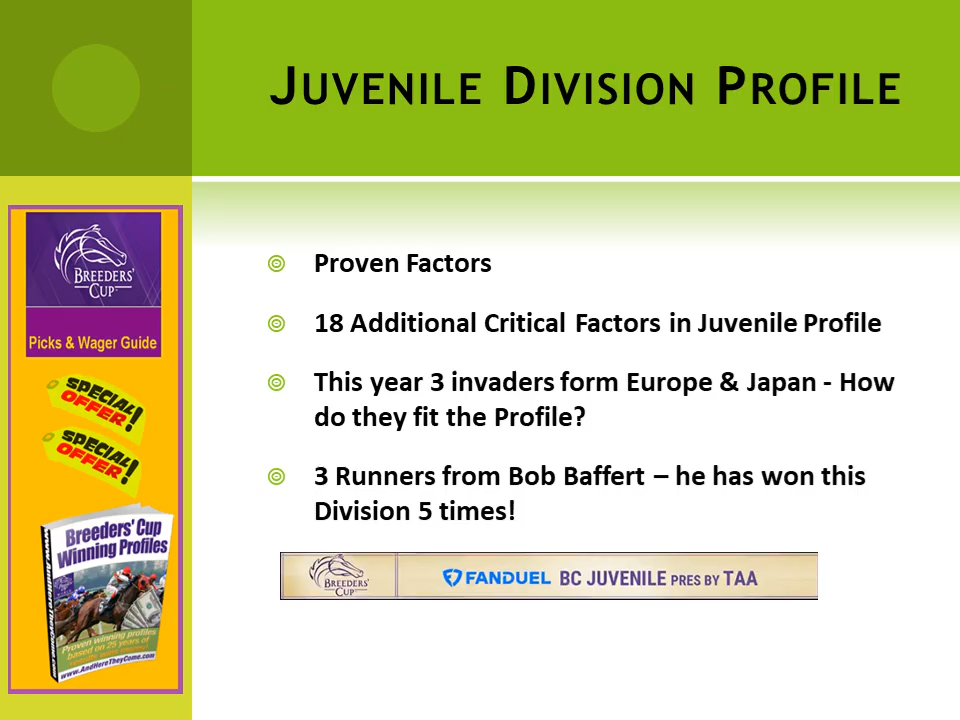 JUVENILE DIVISION PROFILE
BREEDERS'
CUP
Picks & Wager Guide
SPECIAL
OFFER!
SPECIAL
OFFER!
Breeders' Cup
Winning Profiles
www.AndHereTheyCome.com
Proven winning profiles
based on 25 years of
www.AndHereTheyCome.com
Proven Factors
18 Additional Critical Factors in Juvenile Profile
This year 3 invaders form Europe & Japan - How
do they fit the Profile?
3 Runners from Bob Baffert – he has won this
Division 5 times!
BREEDERS'
CUP
FANDUEL BC JUVENILE PRES BY TAA